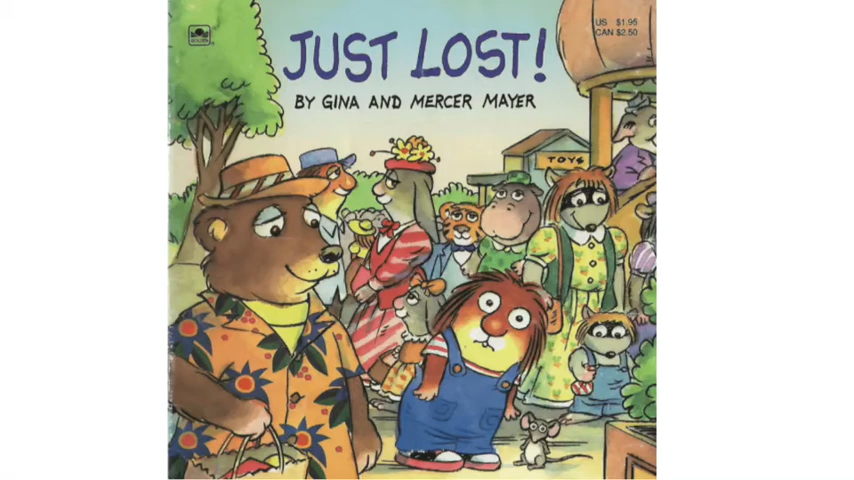 US $1.95
CAN $2.50
JUST LOST!
BY GINA AND MERCER MAYER
TOYS